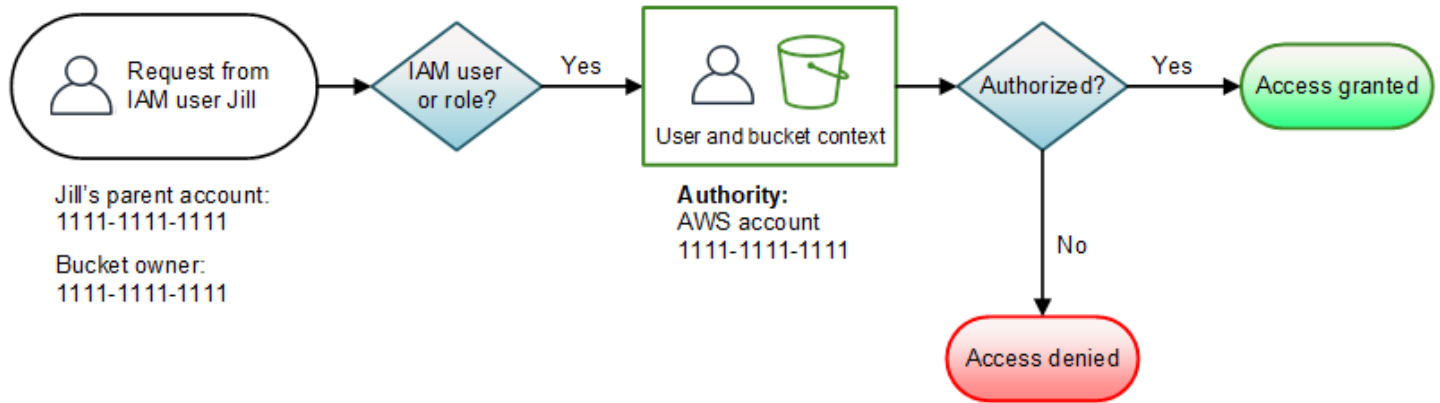 Request from
IAM user Jill
IAM user
or role?
Yes
User and bucket context
Authorized?
Yes
Access granted
Jill's parent account:
1111-1111-1111
Bucket owner:
1111-1111-1111
Authority:
AWS account
1111-1111-1111
No
Access denied